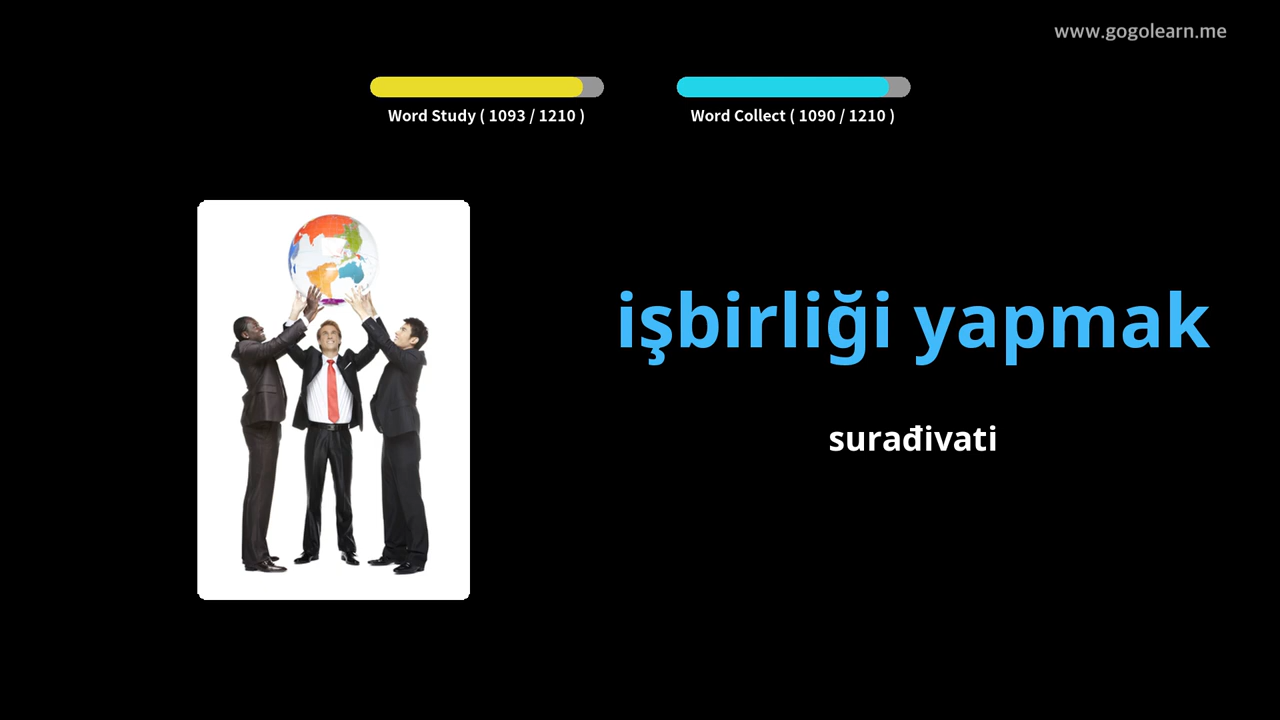 www.gogolearn.me
Word Study ( 1093 / 1210 )
Word Collect ( 1090 / 1210 )
işbirliği yapmak
surađivati